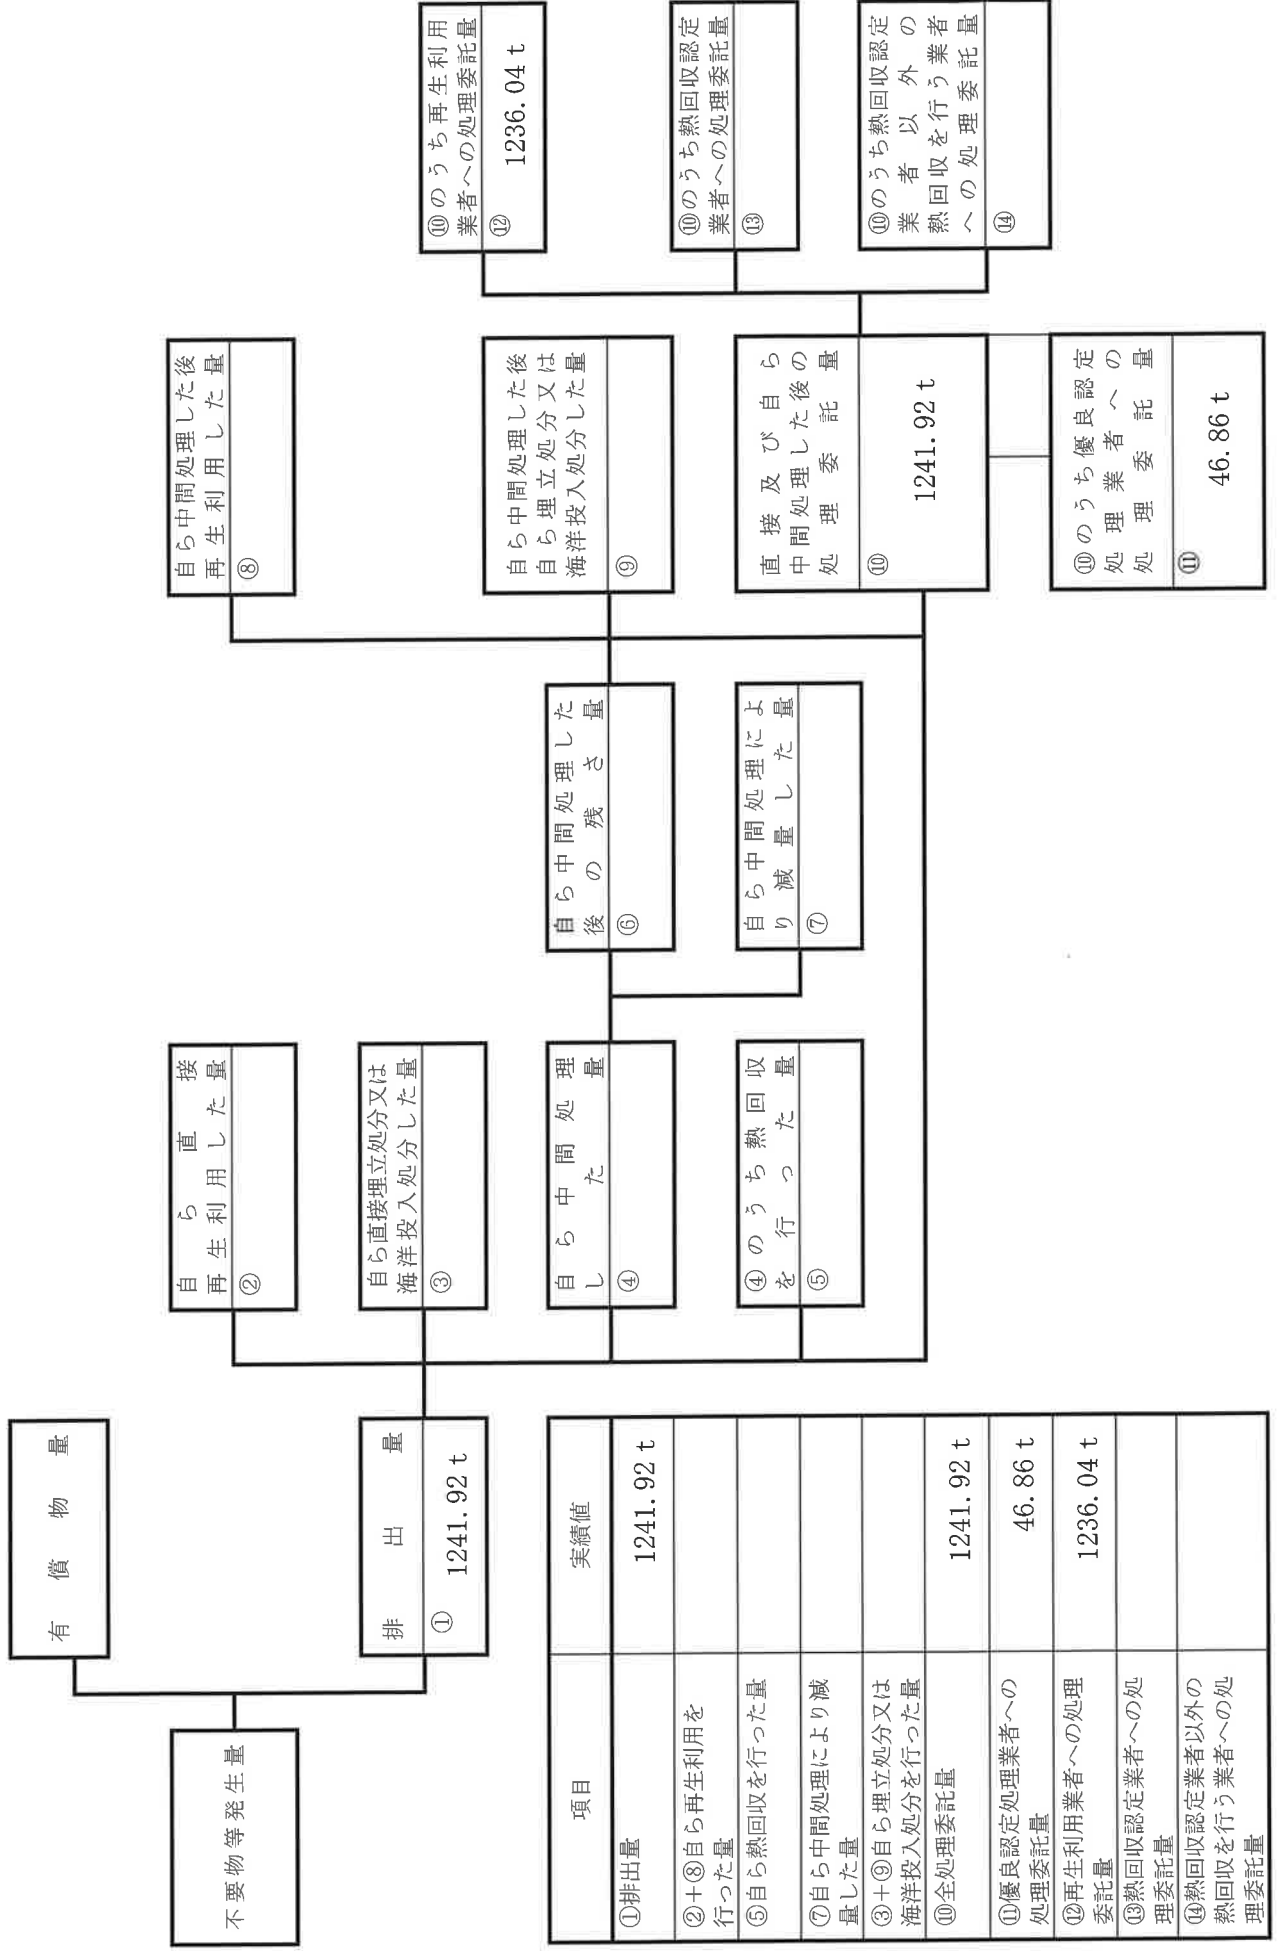 不要物等発生量
有償物量
排出量
①
1241.92 t
自ら直接
再生利用した量
②
自ら直接埋立処分又は
海洋投入処分した量
③
自ら中間処理
した量
④
④のうち熱回収
を行った量
⑤
自ら中間処理した
後の残さ量
⑥
自ら中間処理によ
り減量した量
⑦
自ら中間処理した後
再生利用した量
⑧
自ら中間処理した後
自ら埋立処分又は
海洋投入処分した量
⑨
直接及び自ら
中間処理した後の
処理委託量
⑩
1241.92 t
⑩のうち優良認定
処理業者への
処理委託量
⑪
46.86 t
⑩のうち再生利用
業者への処理委託量
⑫
1236.04 t
⑩のうち熱回収認定
業者への処理委託量
⑬
⑩のうち熱回収認定
業者以外の
熱回収を行う業者
への処理委託量
⑭
項目 実績値
①排出量 1241.92 t
②+⑧自ら再生利用を
行った量
⑤自ら熱回収を行った量
⑦自ら中間処理により減
量した量
③+⑨自ら埋立処分又は
海洋投入処分を行った量
⑩全処理委託量 1241.92 t
⑪優良認定処理業者への
処理委託量 46.86 t
⑫再生利用業者への処理
委託量 1236.04 t
⑬熱回収認定業者への処
理委託量
⑭熱回収認定業者以外の
熱回収を行う業者への処
理委託量